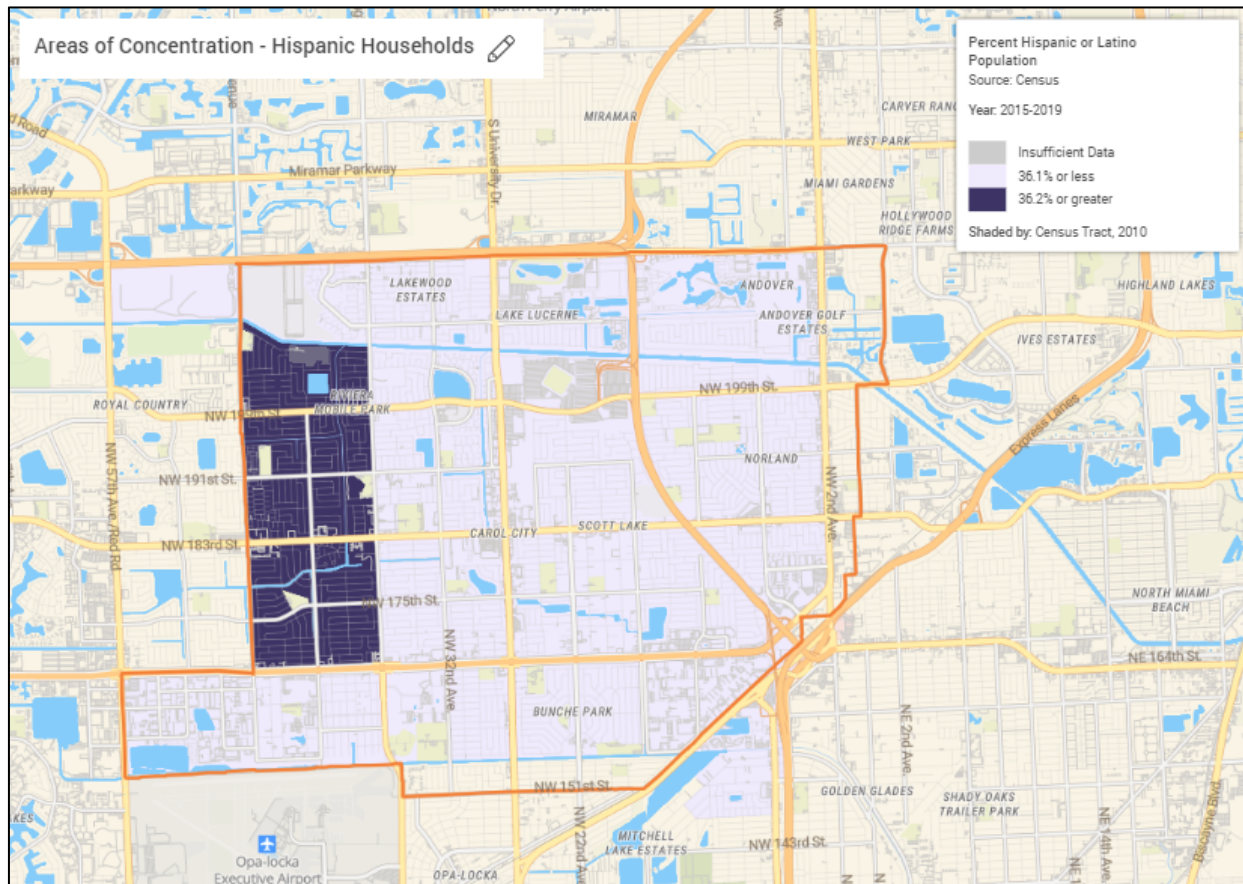 Areas of Concentration - Hispanic Households
Percent Hispanic or Latino
Population
Source: Census
Year: 2015-2019
Insufficient Data
36.1% or less
36.2% or greater
Shaded by: Census Tract, 2010
MIRAMAR
WEST PARK
Miramar Parkway
Parkway
S University Dr.
MIAMI GARDENS
HOLLYWOOD
RIDGE FARMS
LAKEWOOD
ESTATES
ANDOVER
HIGHLAND LAKES
LAKE LUCERNE
ANDOVER GOLF
ESTATES
IVES ESTATES
NW 199th St.
ROYAL COUNTRY
RIVIERA
MOBILE PARK
Express Lanes
NW 57th Ave./Red Rd
NW 191st St.
NORLAND
NW 2nd Ave.
NW 183rd St.
CAROL CITY
SCOTT LAKE
NW 175th St.
NORTH MIAMI
BEACH
NW 32nd Ave.
NE 164th St.
BUNCHE PARK
NE 2nd Ave.
NW 151st St.
GOLDEN GLADES
SHADY OAKS
TRAILER PARK
NW 22nd Ave.
NE 14th Ave.
Biscayne Blvd
MITCHELL
LAKE ESTATES
NW 143rd St.
Opa-locka
Executive Airport
OPA-LOCKA